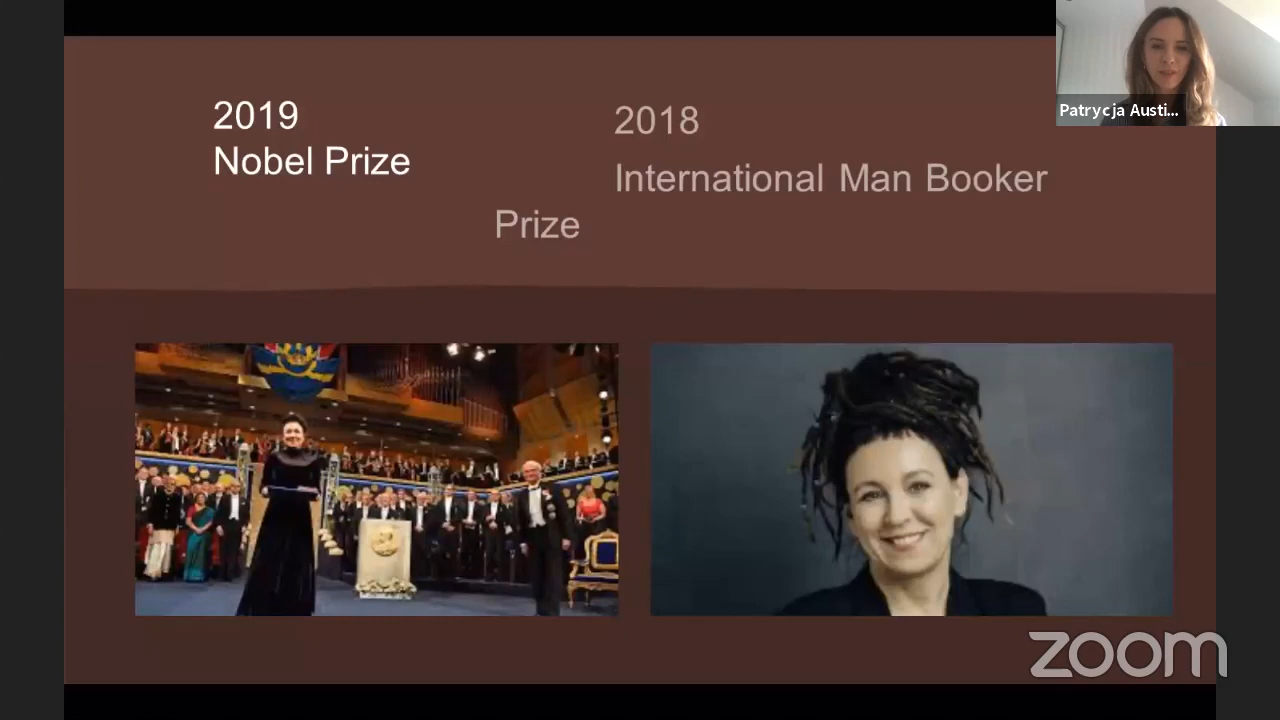 2019
Nobel Prize
2018
International Man Booker
Prize
Patrycja Austi...
zoom